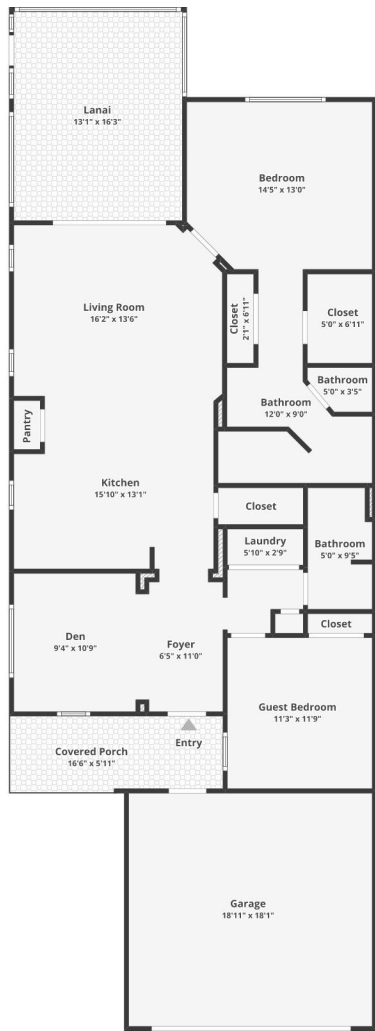 Lanai
13'1" x 16'3"
Bedroom
14'5" x 13'0"
Living Room
16'2" x 13'6"
Closet
2'1" x 6'11"
Closet
5'0" x 6'11"
Bathroom
5'0" x 3'5"
Bathroom
12'0" x 9'0"
Pantry
Kitchen
15'10" x 13'1"
Closet
Laundry
5'10" x 2'9"
Bathroom
5'0" x 9'5"
Den
9'4" x 10'9"
Foyer
6'5" x 11'0"
Closet
Guest Bedroom
11'3" x 11'9"
Entry
Covered Porch
16'6" x 5'11"
Garage
18'11" x 18'1"